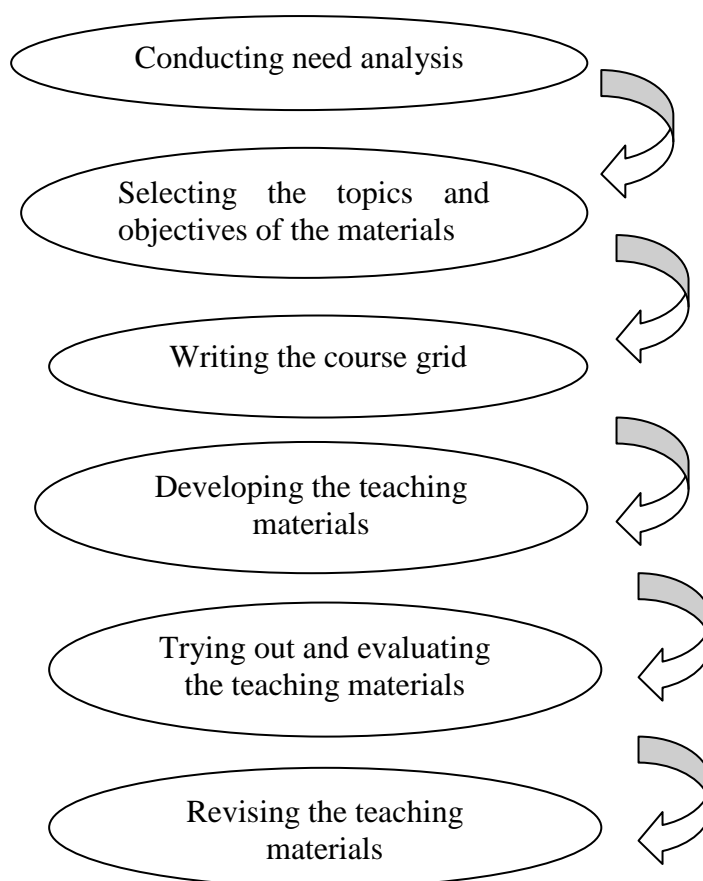 Conducting need analysis
Selecting the topics and
objectives of the materials
Writing the course grid
Developing the teaching
materials
Trying out and evaluating
the teaching materials
Revising the teaching
materials